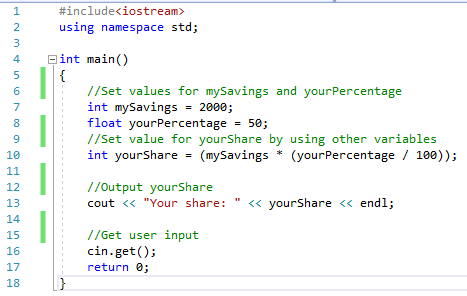 1 #include<iostream>
2 using namespace std;
3
4 int main()
5 {
6 //Set values for mySavings and yourPercentage
7 int mySavings = 2000;
8 float yourPercentage = 50;
9 //Set value for yourShare by using other variables
10 int yourShare = (mySavings * (yourPercentage / 100));
11
12 //Output yourShare
13 cout << "Your share: " << yourShare << endl;
14
15 //Get user input
16 cin.get();
17 return 0;
18 }